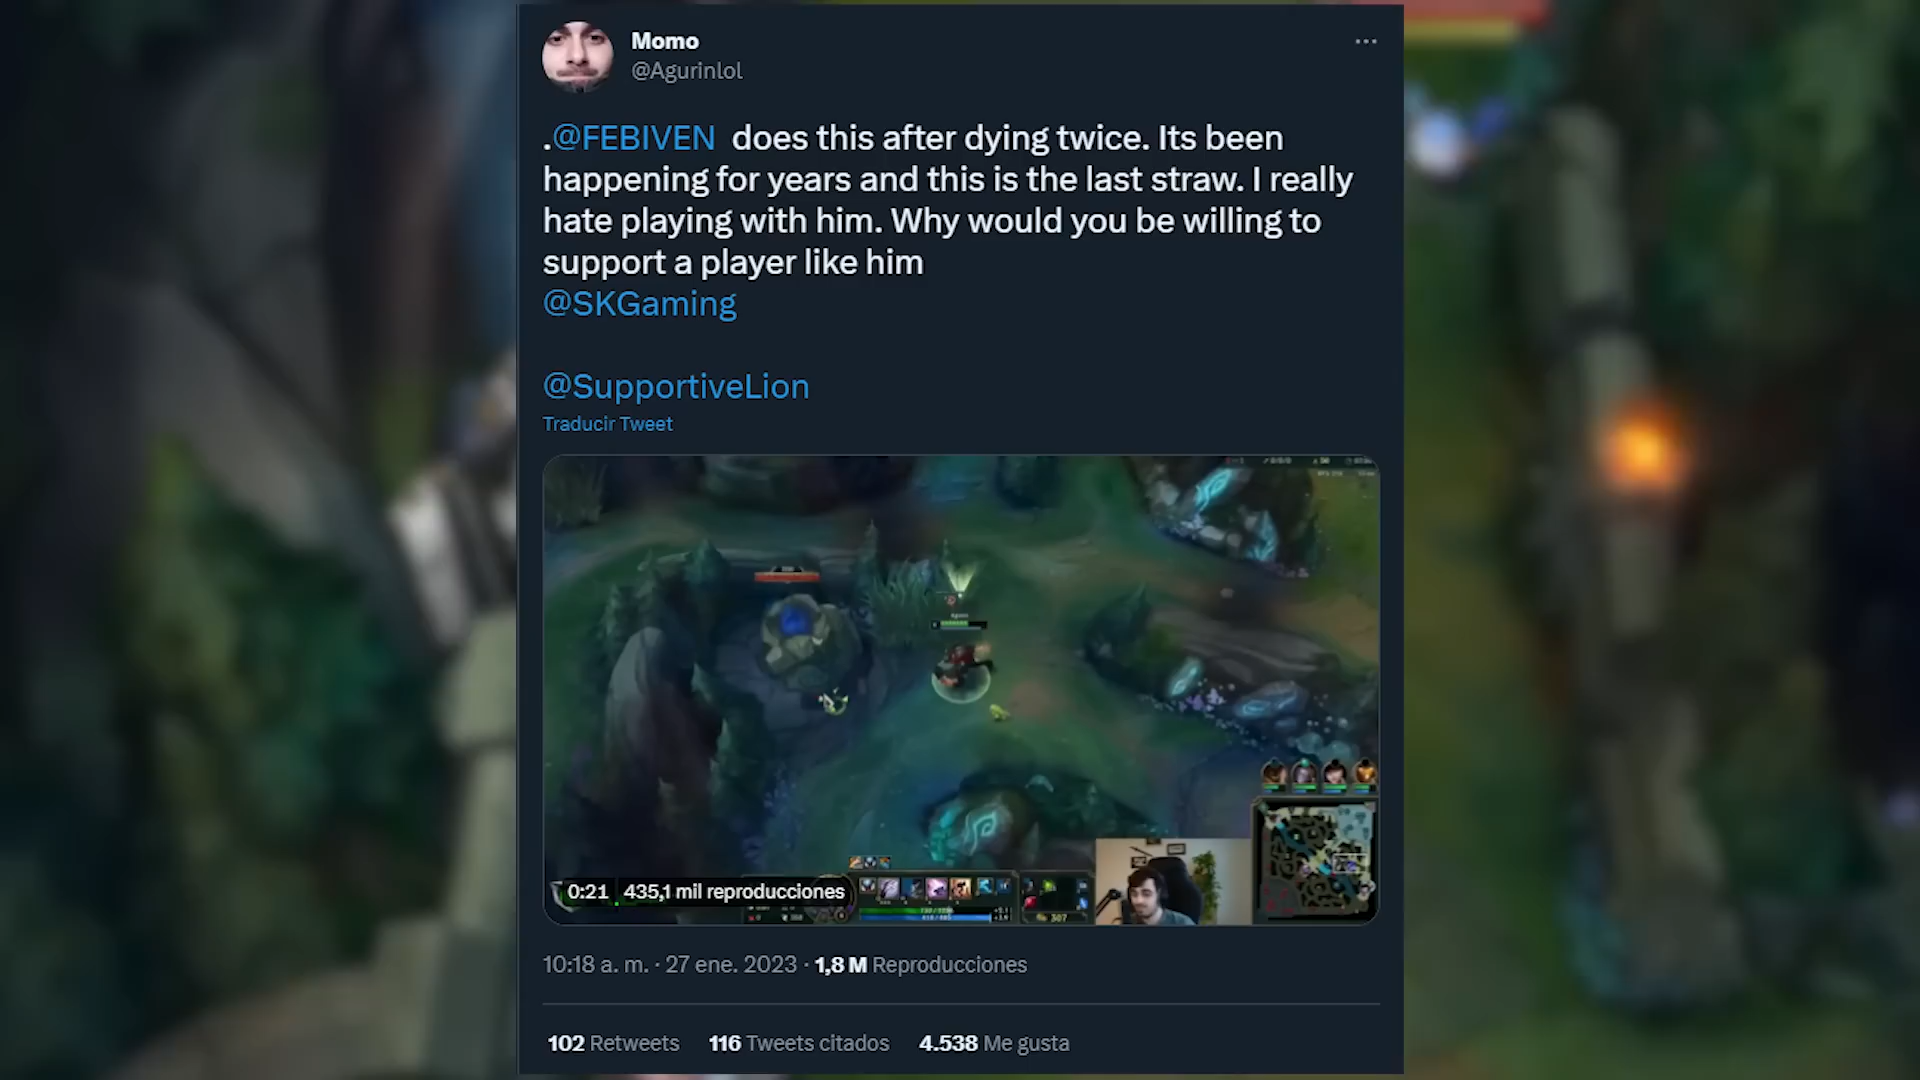 Momo
@Agurinlol
.@FEBIVEN does this after dying twice. Its been
happening for years and this is the last straw. I really
hate playing with him. Why would you be willing to
support a player like him
@SKGaming
@SupportiveLion
Traducir Tweet
0:21 435,1 mil reproducciones
307
10:18 a. m. · 27 ene. 2023 · 1,8 M Reproducciones
102 Retweets 116 Tweets citados 4.538 Me gusta